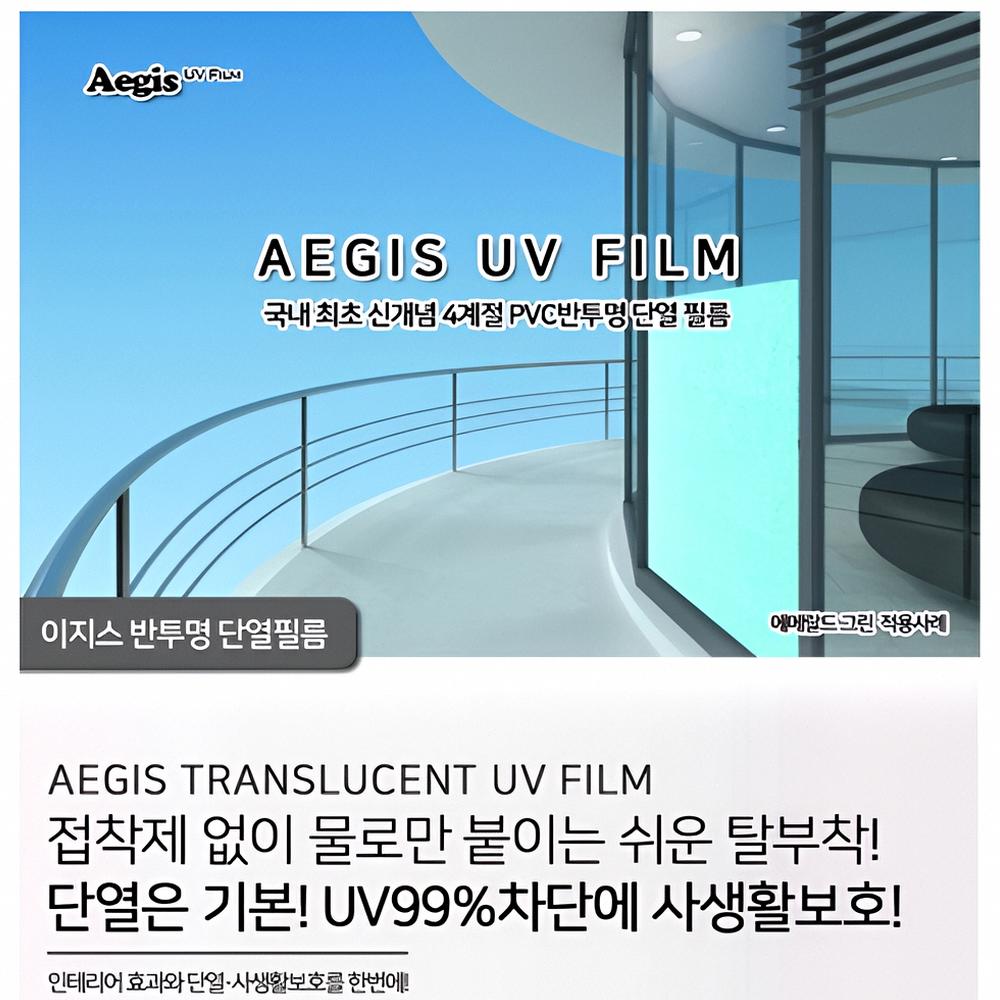 Aegis UV FILM
AEGIS UV FILM
국내 최초 신개념 4계절 PVC반투명 단열 필름
에메랄드그린 적용사례
이지스 반투명 단열필름
AEGIS TRANSLUCENT UV FILM
접착제 없이 물로만 붙이는 쉬운 탈부착!
단열은 기본! UV99%차단에 사생활보호!
인테리어 효과와 단열·사생활보호를 한번에!